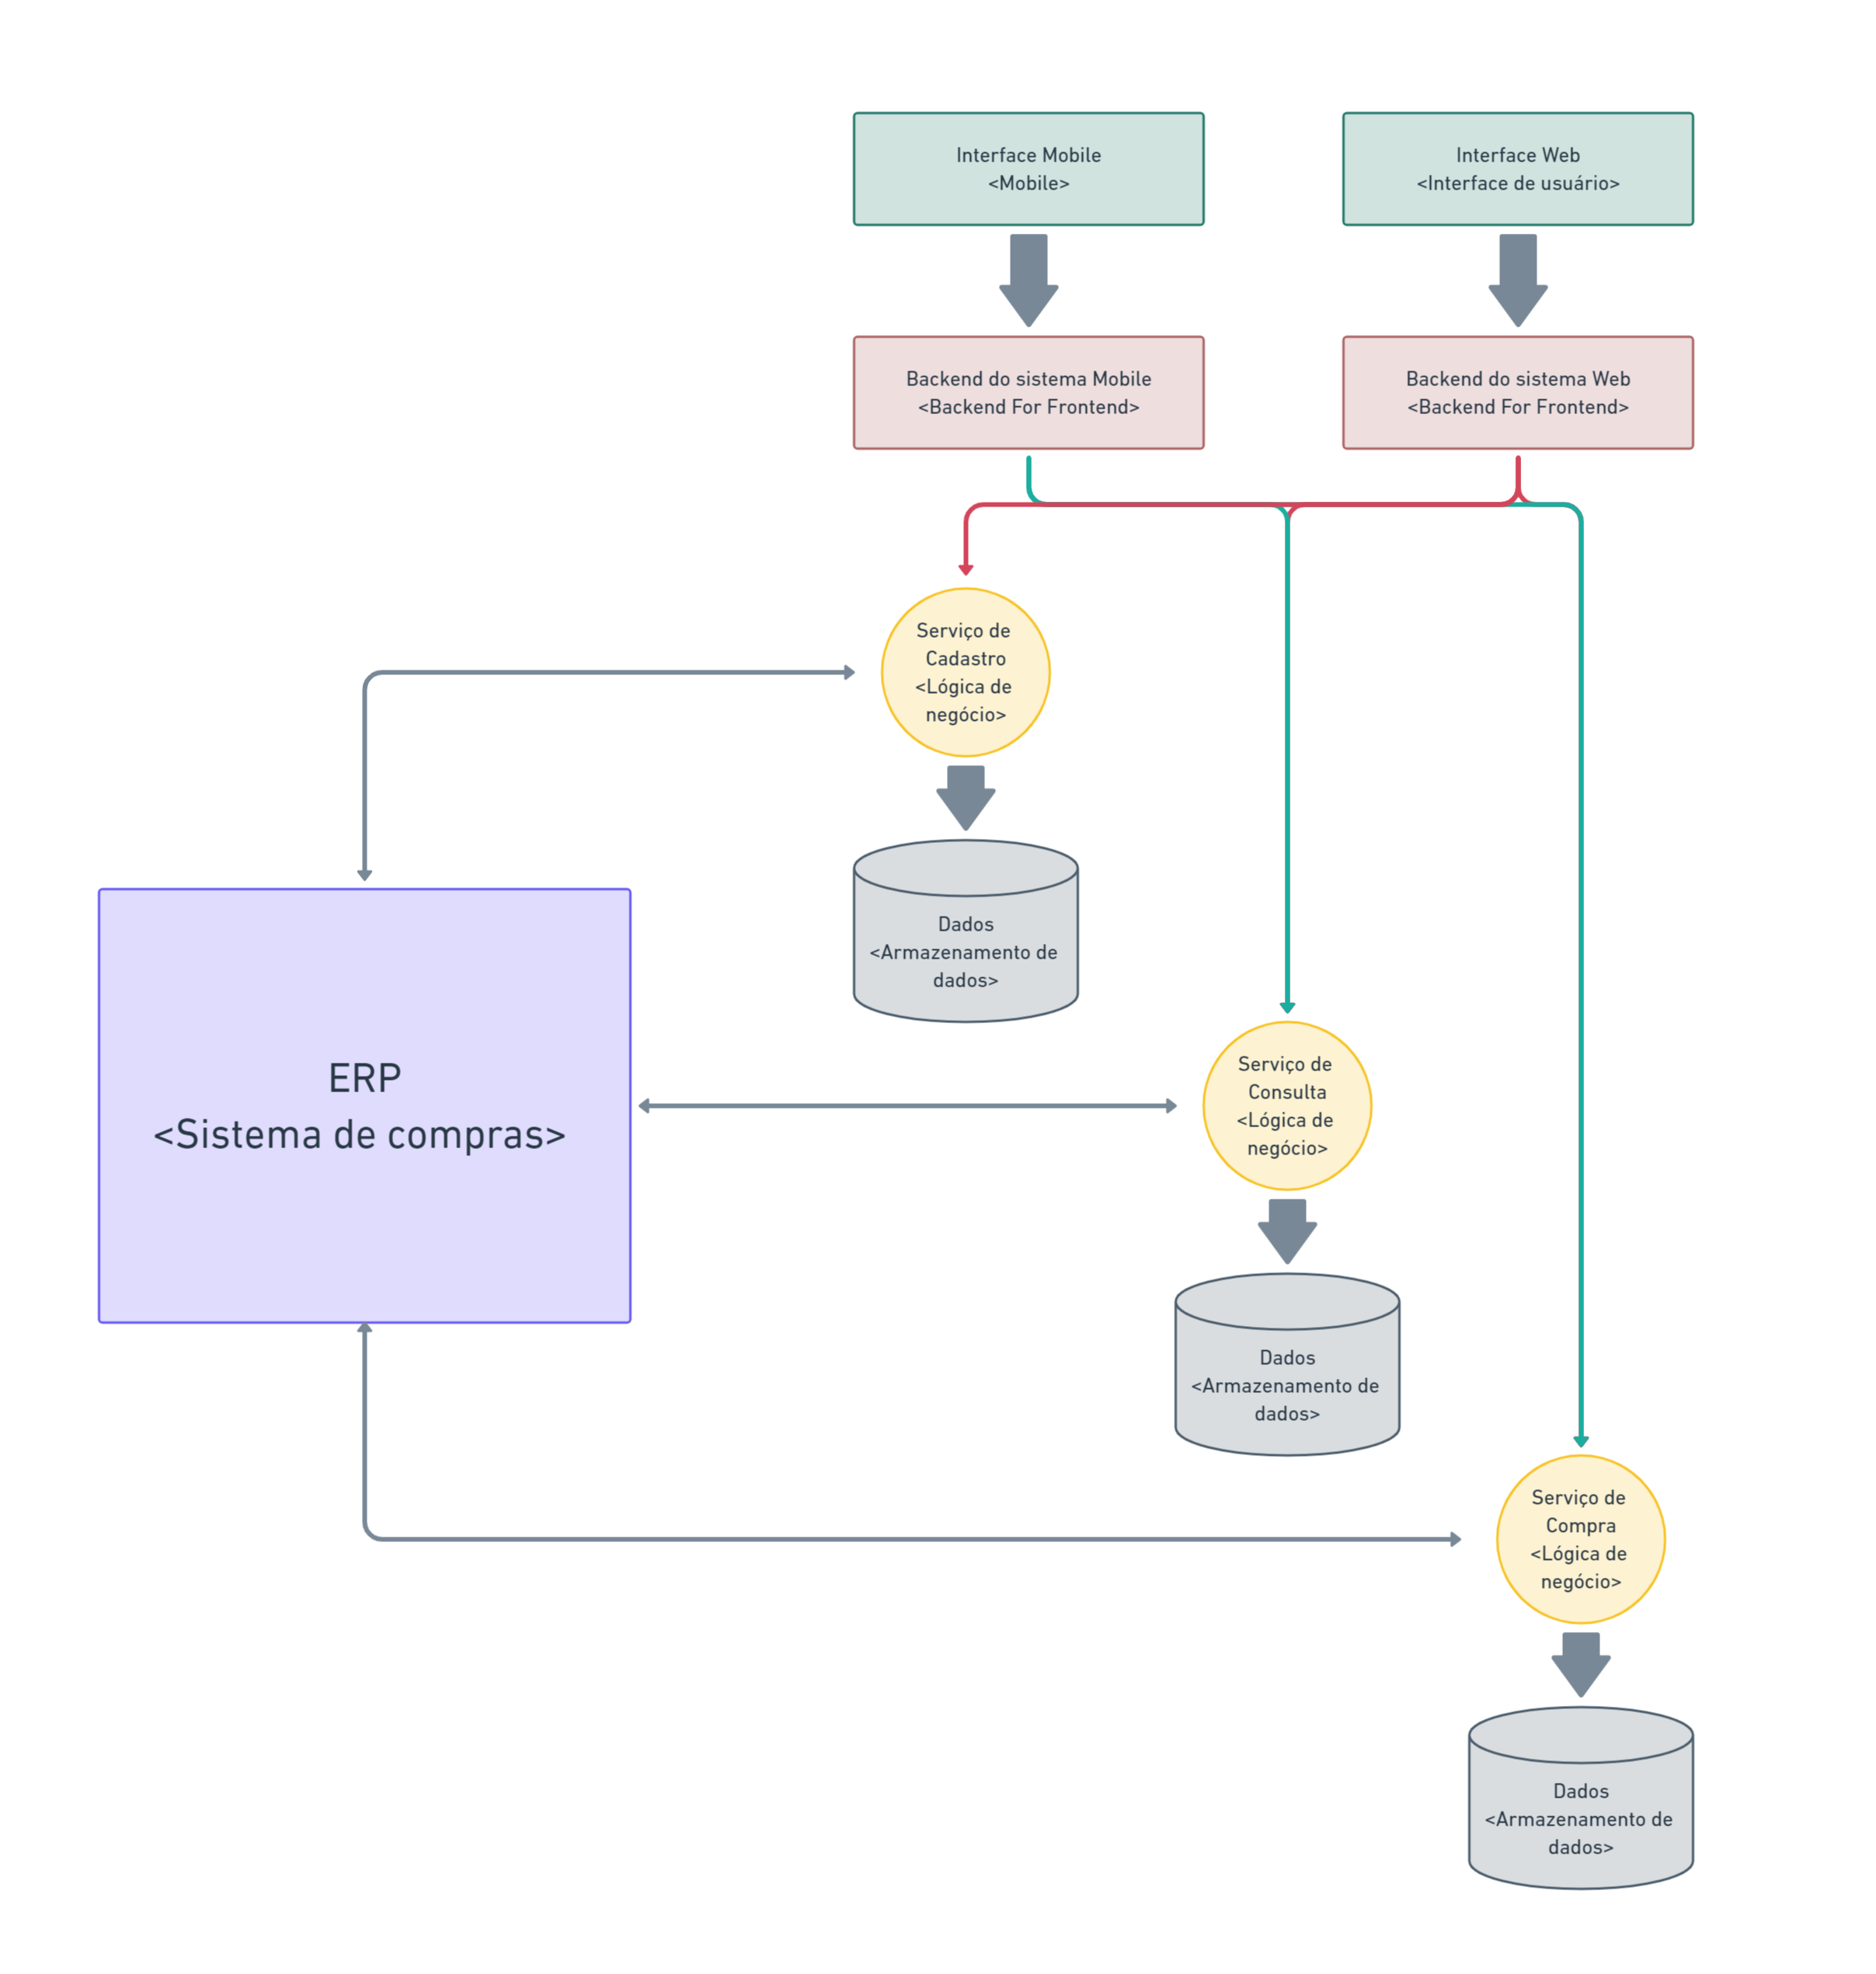 Interface Mobile
<Mobile>
Interface Web
<Interface de usuário>
Backend do sistema Mobile
<Backend For Frontend>
Backend do sistema Web
<Backend For Frontend>
Serviço de
Cadastro
<Lógica de
negócio>
Dados
<Armazenamento de
dados>
ERP
<Sistema de compras>
Serviço de
Consulta
<Lógica de
negócio>
Dados
<Armazenamento de
dados>
Serviço de
Compra
<Lógica de
negócio>
Dados
<Armazenamento de
dados>